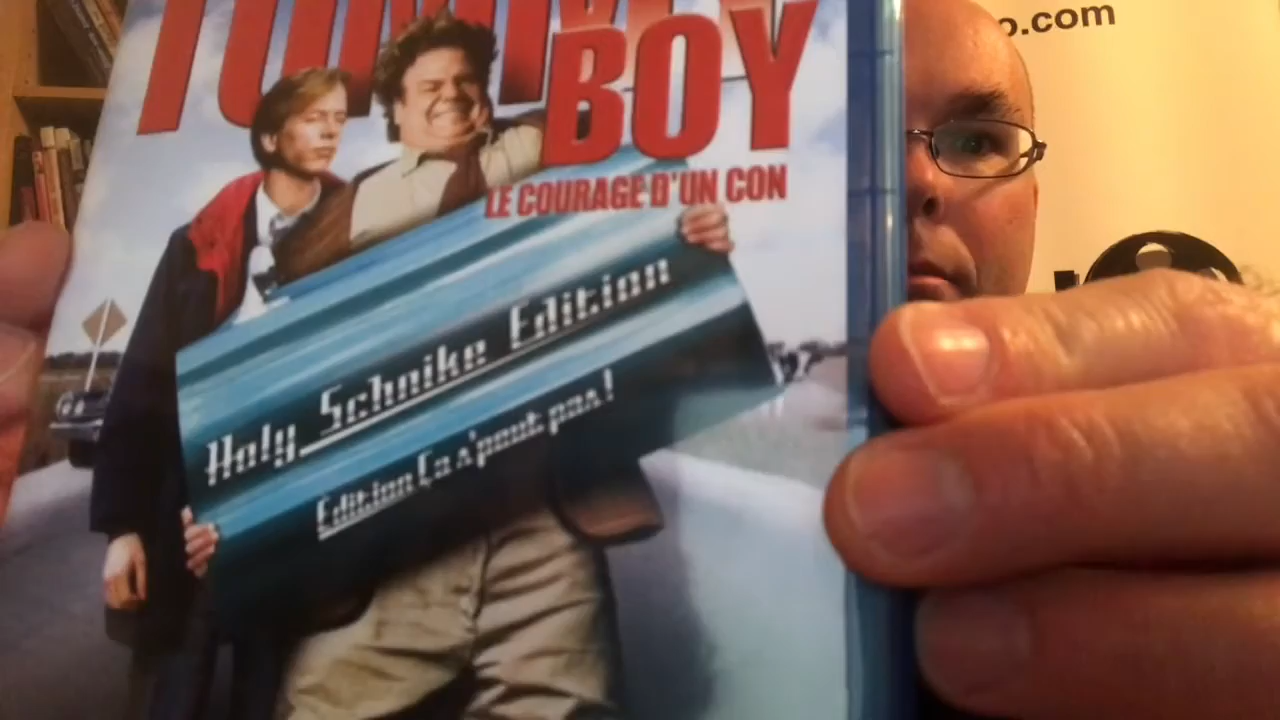 BOY
LE COURAGE D'UN CON
Holy Schnike Edition
Edition Ça s'peut pas!
o.com